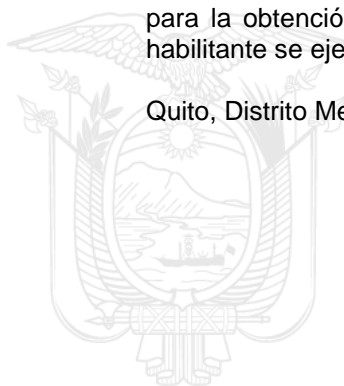 para la obtenció
habilitante se eje
Quito, Distrito Me